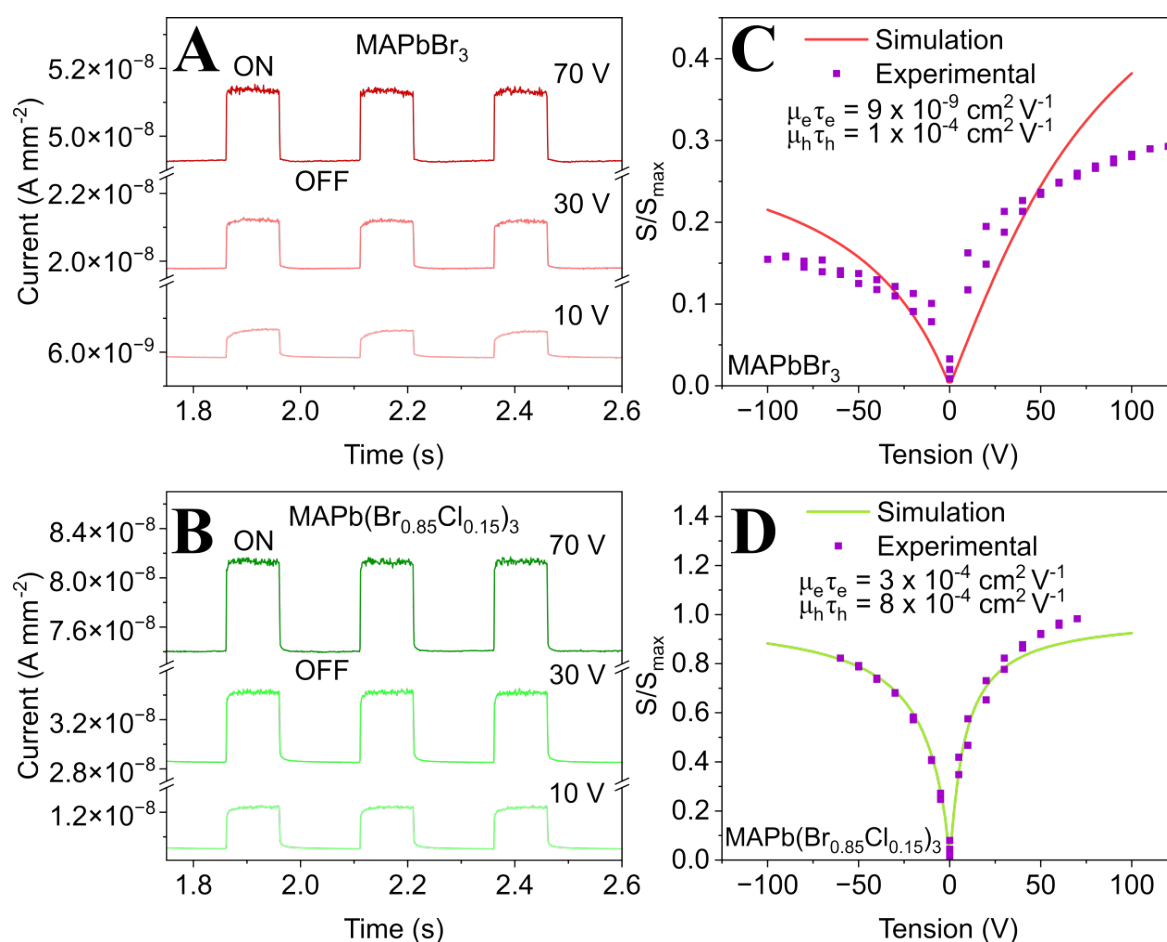 A
MAPbBr₃
ON
70 V
OFF
30 V
10 V
5.2×10⁻⁸
5.0×10⁻⁸
2.2×10⁻⁸
2.0×10⁻⁸
6.0×10⁻⁹
Current (A mm⁻²)
2.0 2.2 2.4 2.6
Time (s)
C
Simulation
Experimental
μₑτₑ = 9 x 10⁻⁹ cm² V⁻¹
μₕτₕ = 1 x 10⁻⁴ cm² V⁻¹
0.4
0.3
0.2
0.1
0.0
S/Sₘₐₓ
MAPbBr₃
−100 −50 0 50 100
Tension (V)
B
MAPb(Br₀.₈₅Cl₀.₁₅)₃
ON
70 V
OFF
30 V
10 V
8.4×10⁻⁸
8.0×10⁻⁸
7.6×10⁻⁸
3.2×10⁻⁸
2.8×10⁻⁸
1.2×10⁻⁸
Current (A mm⁻²)
2.0 2.2 2.4 2.6
Time (s)
D
Simulation
Experimental
μₑτₑ = 3 x 10⁻⁴ cm² V⁻¹
μₕτₕ = 8 x 10⁻⁴ cm² V⁻¹
1.4
1.2
1.0
0.8
0.6
0.4
0.2
0.0
S/Sₘₐₓ
MAPb(Br₀.₈₅Cl₀.₁₅)₃
−100 −50 0 50 100
Tension (V)